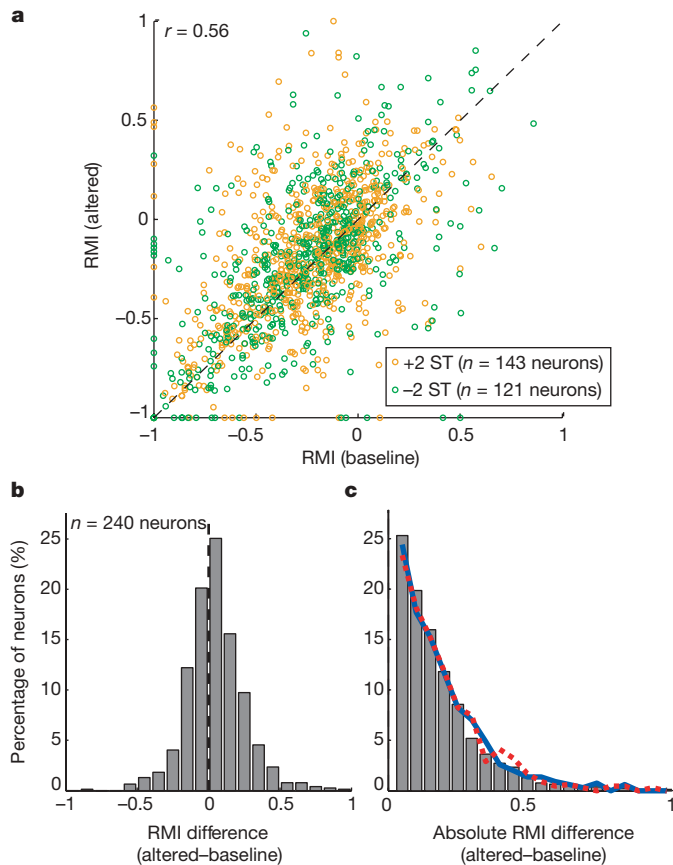 a
r = 0.56
1
0.5
0
−0.5
−1
RMI (altered)
+2 ST (n = 143 neurons)
−2 ST (n = 121 neurons)
−1 −0.5 0 0.5 1
RMI (baseline)
b
n = 240 neurons
25
20
15
10
5
0
Percentage of neurons (%)
−1 −0.5 0 0.5 1
RMI difference
(altered–baseline)
c
25
20
15
10
5
0
0 0.5 1
Absolute RMI difference
(altered–baseline)